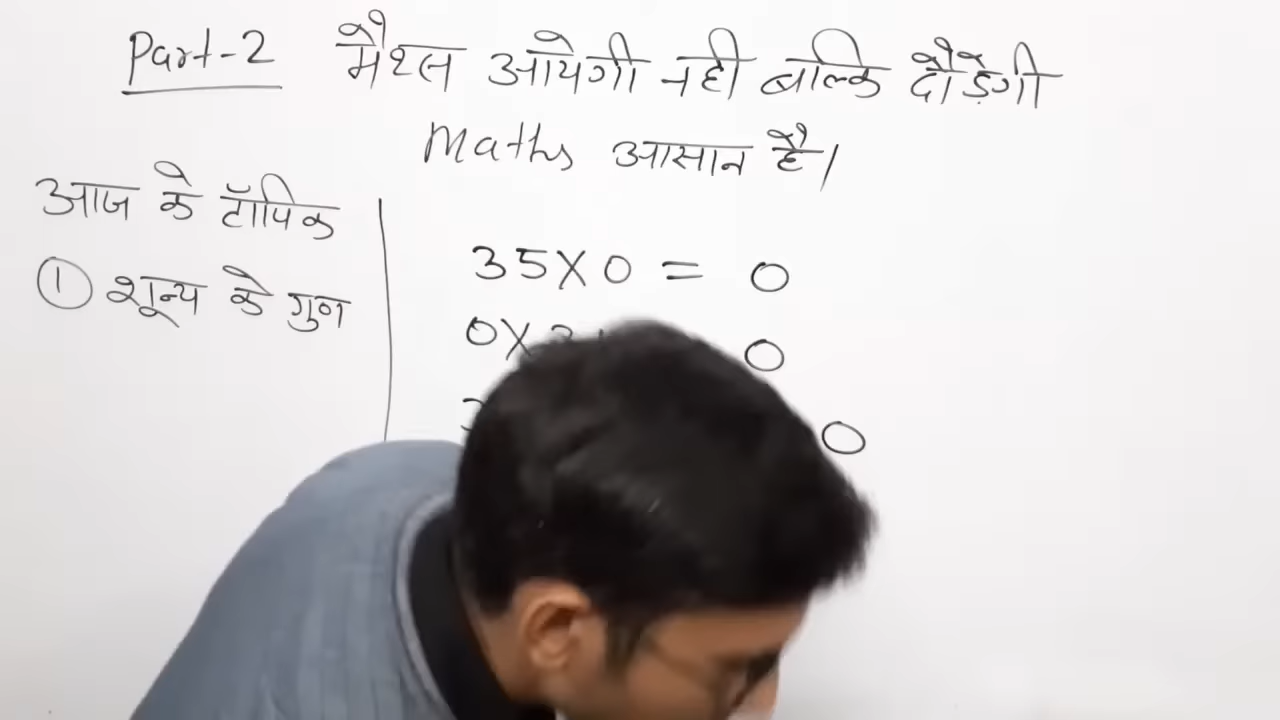 Part-2 मैथ्स आयेगी नही बल्कि दौड़ेगी
Maths आसान है।
आज के टॉपिक
① शून्य के गुण
35X0 = 0
0X 0
0